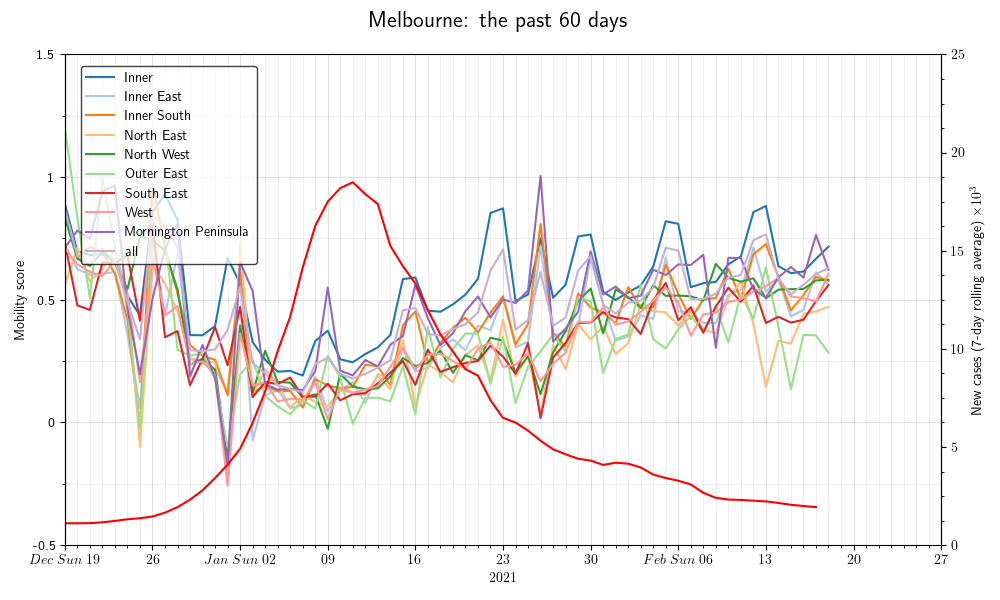 Melbourne: the past 60 days
1.5
1
0.5
0
-0.5
Mobility score
Inner
Inner East
Inner South
North East
North West
Outer East
South East
West
Mornington Peninsula
all
25
20
15
10
5
0
New cases (7-day rolling average) ×10³
Dec Sun 19
26
Jan Sun 02
09
16
23
30
Feb Sun 06
13
20
27
2021